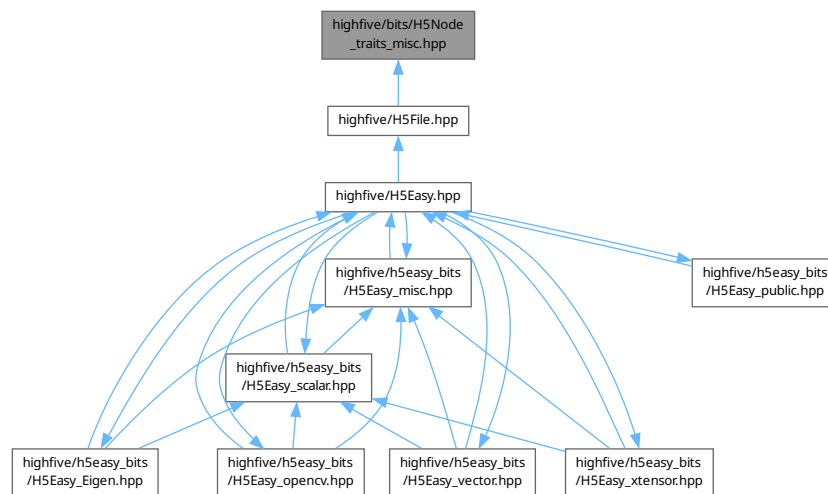 highfive/bits/H5Node
_traits_misc.hpp
highfive/H5File.hpp
highfive/H5Easy.hpp
highfive/h5easy_bits
/H5Easy_misc.hpp
highfive/h5easy_bits
/H5Easy_public.hpp
highfive/h5easy_bits
/H5Easy_scalar.hpp
highfive/h5easy_bits
/H5Easy_Eigen.hpp
highfive/h5easy_bits
/H5Easy_opencv.hpp
highfive/h5easy_bits
/H5Easy_vector.hpp
highfive/h5easy_bits
/H5Easy_xtensor.hpp